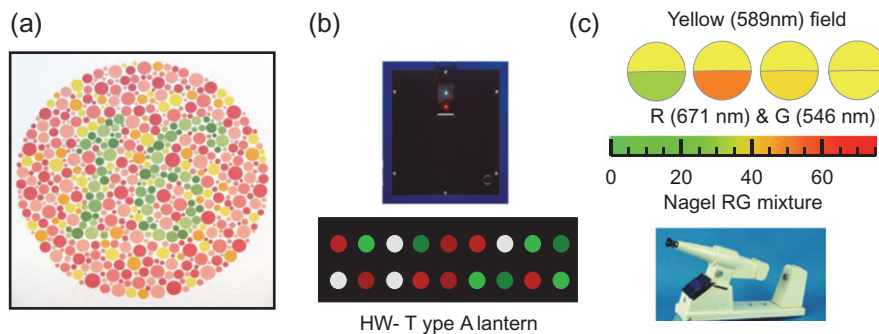 (a)
(b)
HW- T ype A lantern
(c)
Yellow (589nm) field
R (671 nm) & G (546 nm)
0 20 40 60
Nagel RG mixture